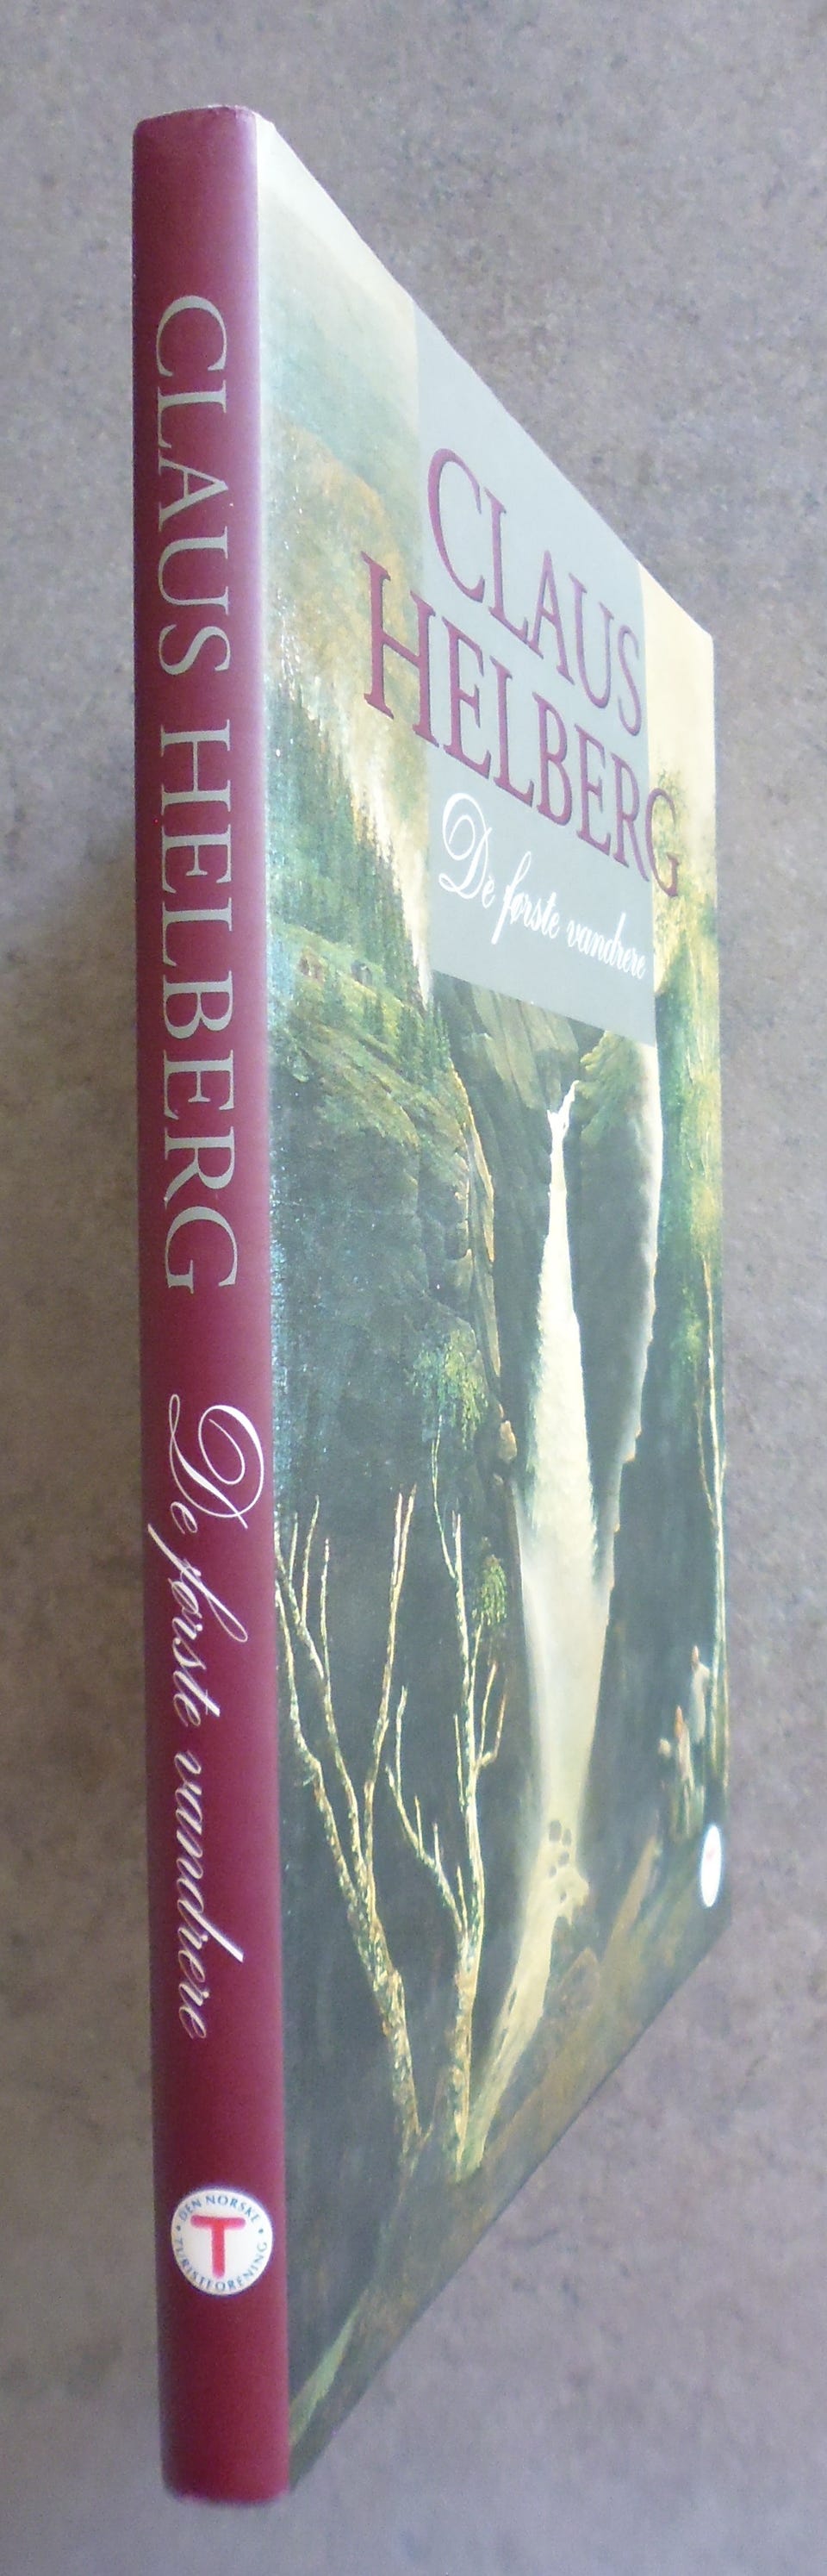 CLAUS HELBERG De første vandrere
DEN NORSKE
T
TURISTFORENING
CLAUS
HELBERG
De første vandrere